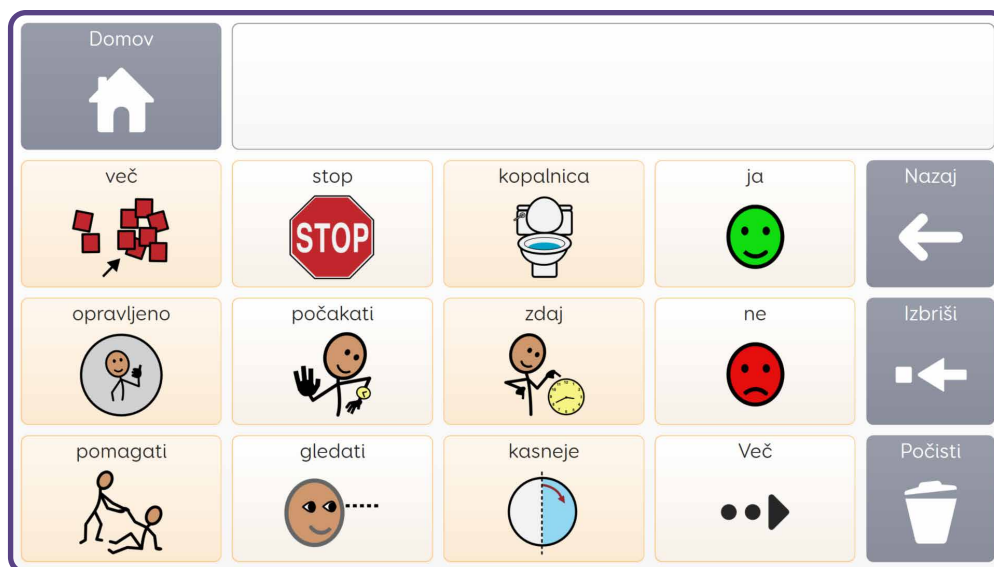 Domov
več
stop
kopalnica
ja
Nazaj
STOP
opravljeno
počakati
zdaj
ne
Izbriši
pomagati
gledati
kasneje
Več
Počisti